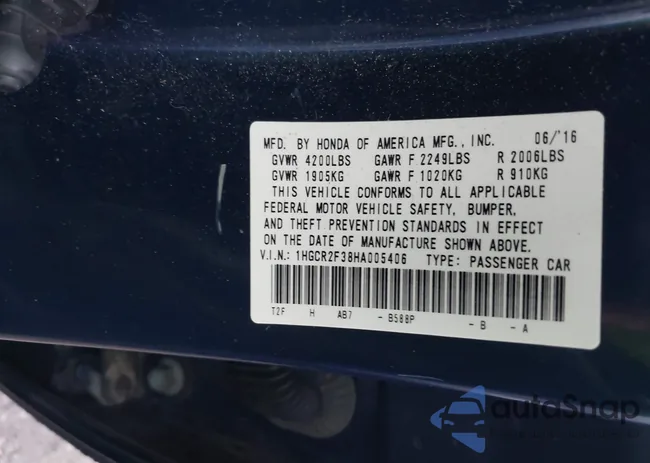 MFD. BY HONDA OF AMERICA MFG., INC. 06/'16
GVWR 4200LBS GAWR F 2249LBS R 2006LBS
GVWR 1905KG GAWR F 1020KG R 910KG
THIS VEHICLE CONFORMS TO ALL APPLICABLE
FEDERAL MOTOR VEHICLE SAFETY, BUMPER,
AND THEFT PREVENTION STANDARDS IN EFFECT
ON THE DATE OF MANUFACTURE SHOWN ABOVE.
V.I.N.: 1HGCR2F38HA005406 TYPE: PASSENGER CAR
T2F H AB7 - B588P - B - A
autoSnap